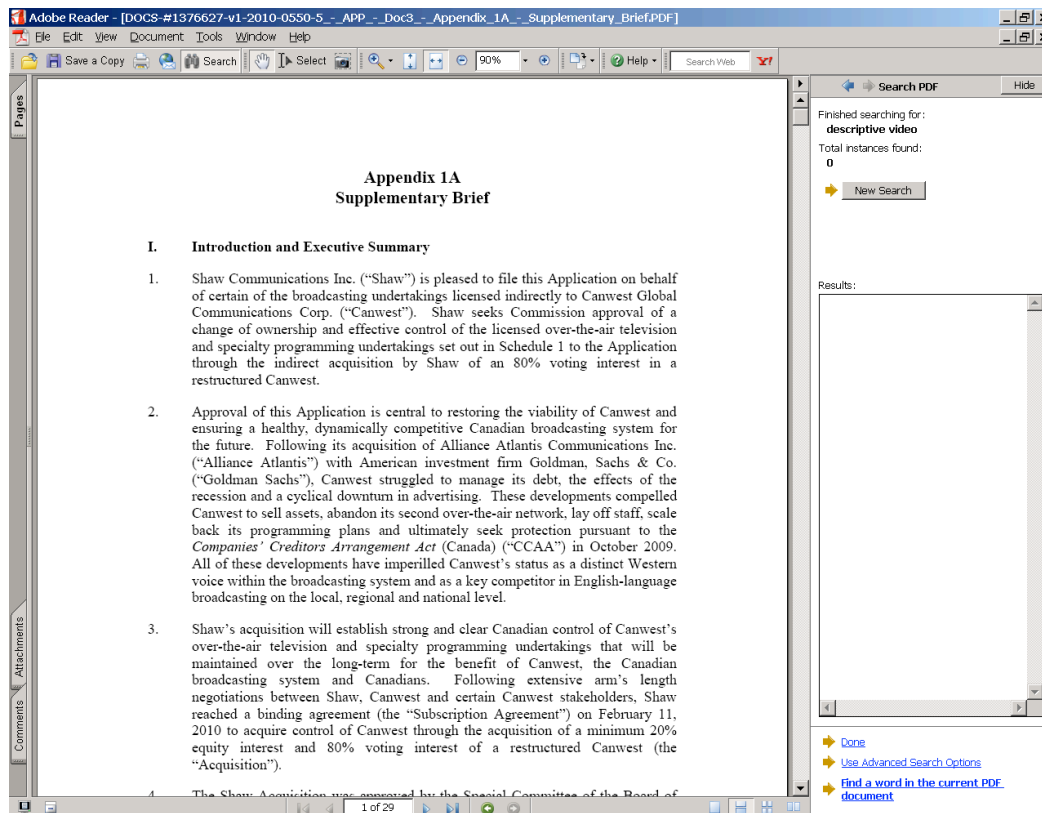 Adobe Reader - [DOCS-#1376627-v1-2010-0550-5_-_APP_-_Doc3_-_Appendix_1A_-_Supplementary_Brief.PDF]
File Edit View Document Tools Window Help
Save a Copy Search Select 90% Help Search Web Y!
Pages
Attachments
Comments
Appendix 1A
Supplementary Brief
I. Introduction and Executive Summary
1. Shaw Communications Inc. (“Shaw”) is pleased to file this Application on behalf
of certain of the broadcasting undertakings licensed indirectly to Canwest Global
Communications Corp. (“Canwest”). Shaw seeks Commission approval of a
change of ownership and effective control of the licensed over-the-air television
and specialty programming undertakings set out in Schedule 1 to the Application
through the indirect acquisition by Shaw of an 80% voting interest in a
restructured Canwest.
2. Approval of this Application is central to restoring the viability of Canwest and
ensuring a healthy, dynamically competitive Canadian broadcasting system for
the future. Following its acquisition of Alliance Atlantis Communications Inc.
(“Alliance Atlantis”) with American investment firm Goldman, Sachs & Co.
(“Goldman Sachs”), Canwest struggled to manage its debt, the effects of the
recession and a cyclical downturn in advertising. These developments compelled
Canwest to sell assets, abandon its second over-the-air network, lay off staff, scale
back its programming plans and ultimately seek protection pursuant to the
Companies’ Creditors Arrangement Act (Canada) (“CCAA”) in October 2009.
All of these developments have imperilled Canwest’s status as a distinct Western
voice within the broadcasting system and as a key competitor in English-language
broadcasting on the local, regional and national level.
3. Shaw’s acquisition will establish strong and clear Canadian control of Canwest’s
over-the-air television and specialty programming undertakings that will be
maintained over the long-term for the benefit of Canwest, the Canadian
broadcasting system and Canadians. Following extensive arm’s length
negotiations between Shaw, Canwest and certain Canwest stakeholders, Shaw
reached a binding agreement (the “Subscription Agreement”) on February 11,
2010 to acquire control of Canwest through the acquisition of a minimum 20%
equity interest and 80% voting interest of a restructured Canwest (the
“Acquisition”).
4. The Shaw Acquisition was approved by the Special Committee of the Board of
1 of 29
Search PDF Hide
Finished searching for:
descriptive video
Total instances found:
0
New Search
Results:
Done
Use Advanced Search Options
Find a word in the current PDF
document